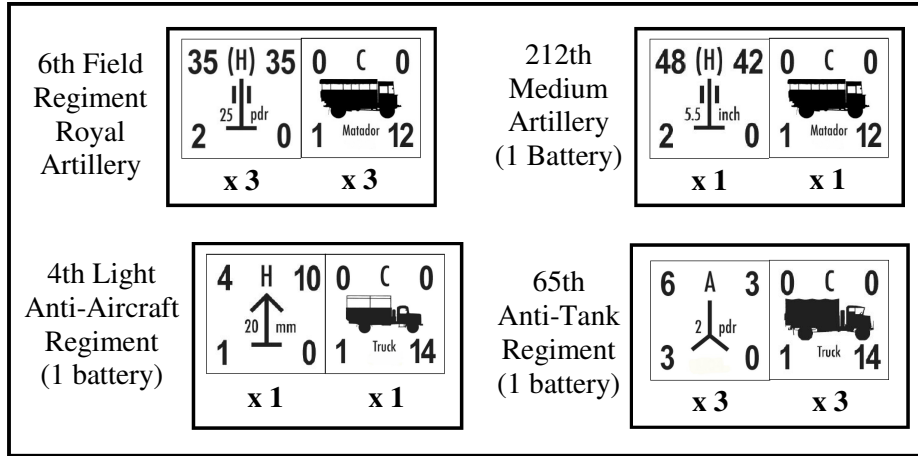 6th Field
Regiment
Royal
Artillery
35 (H) 35
25 pdr
2 0
x 3
0 C 0
Matador
1 12
x 3
212th
Medium
Artillery
(1 Battery)
48 (H) 42
5.5 inch
2 0
x 1
0 C 0
Matador
1 12
x 1
4th Light
Anti-Aircraft
Regiment
(1 battery)
4 H 10
20 mm
1 0
x 1
0 C 0
Truck
1 14
x 1
65th
Anti-Tank
Regiment
(1 battery)
6 A 3
2 pdr
3 0
x 3
0 C 0
Truck
1 14
x 3